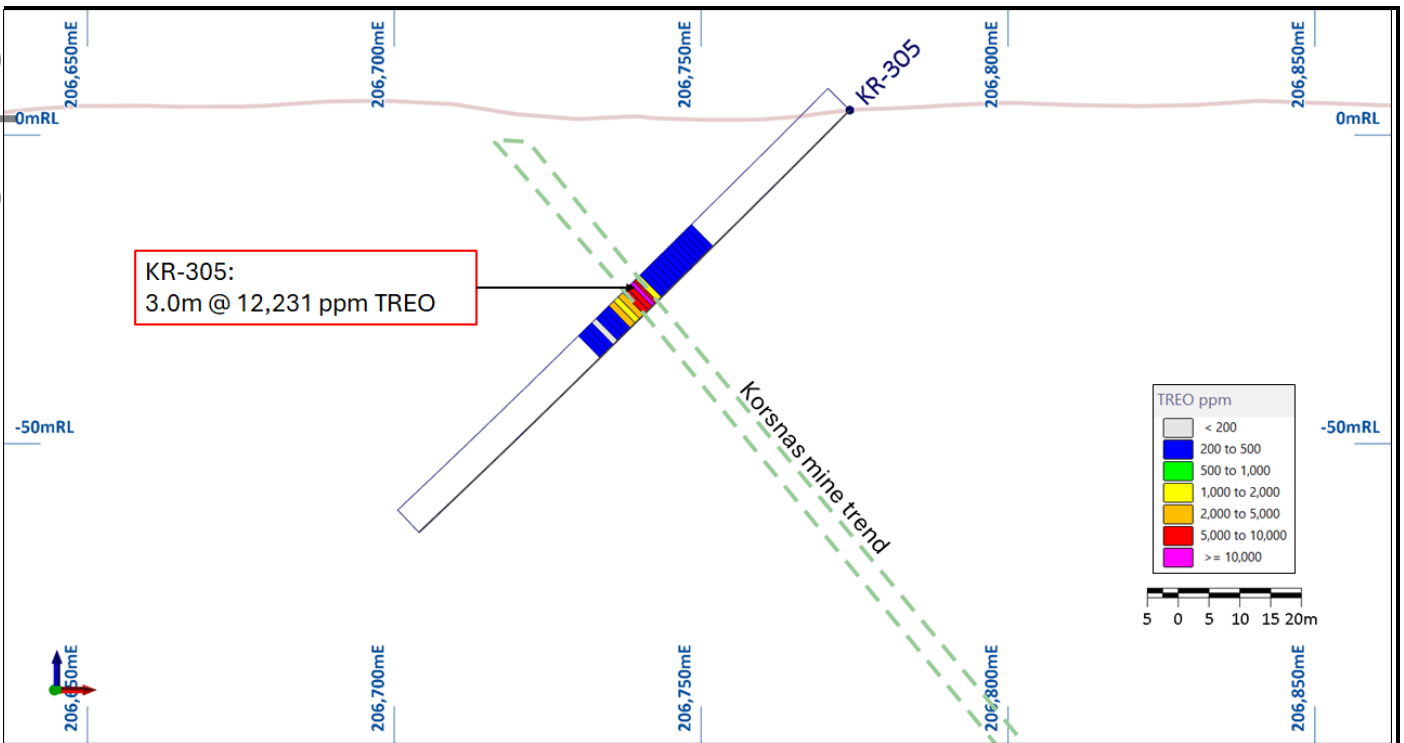 206,650mE
206,700mE
206,750mE
206,800mE
206,850mE
KR-305
0mRL
0mRL
KR-305:
3.0m @ 12,231 ppm TREO
Korsnas mine trend
-50mRL
-50mRL
TREO ppm
< 200
200 to 500
500 to 1,000
1,000 to 2,000
2,000 to 5,000
5,000 to 10,000
>= 10,000
5 0 5 10 15 20m
206,650mE
206,700mE
206,750mE
206,800mE
206,850mE